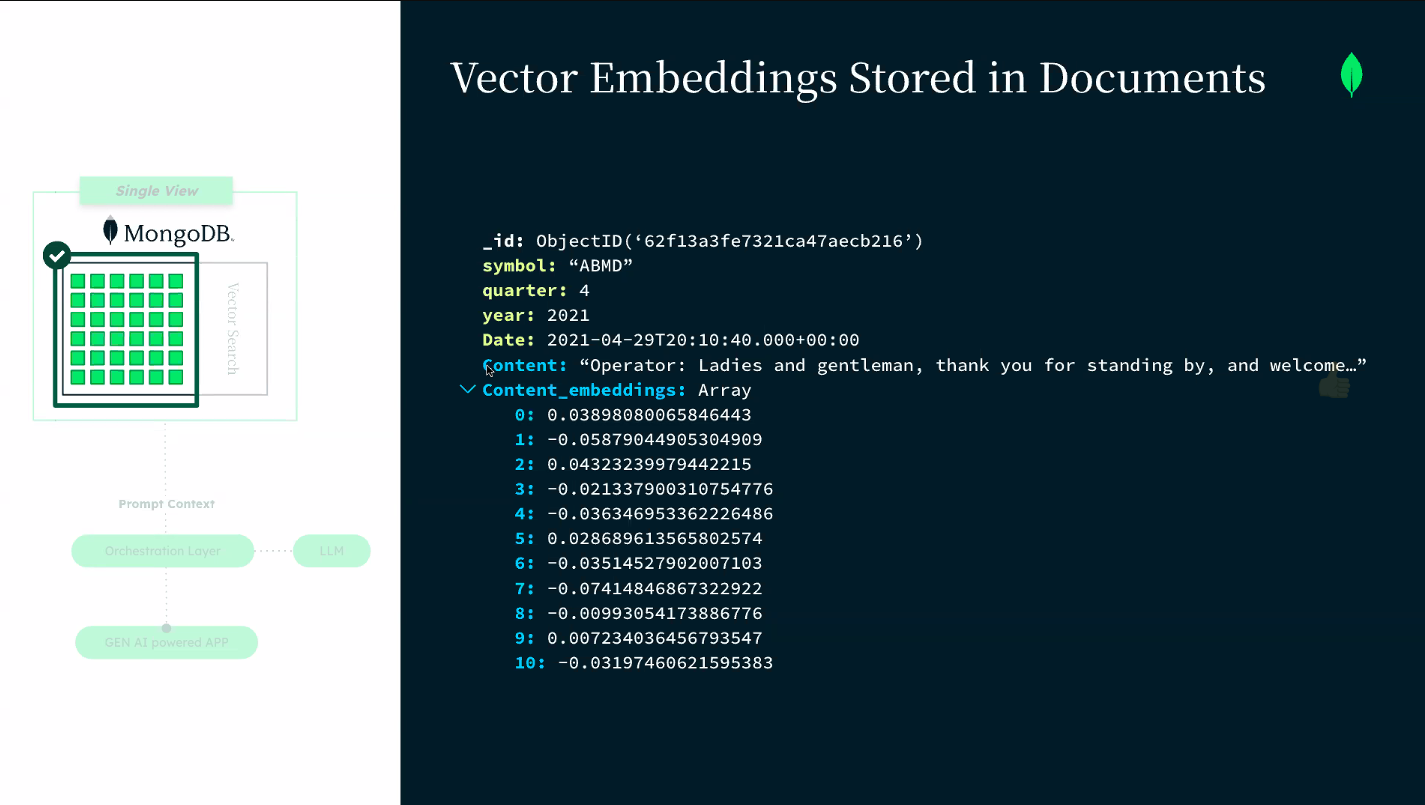 Vector Embeddings Stored in Documents
Single View
MongoDB.
Vector Search
Prompt Context
Orchestration Layer
LLM
GEN AI powered APP
_id: ObjectID(‘62f13a3fe7321ca47aecb216’)
symbol: “ABMD”
quarter: 4
year: 2021
Date: 2021-04-29T20:10:40.000+00:00
Content: “Operator: Ladies and gentleman, thank you for standing by, and welcome…”
Content_embeddings: Array
0: 0.03898080065846443
1: -0.05879044905304909
2: 0.04323239979442215
3: -0.021337900310754776
4: -0.036346953362226486
5: 0.028689613565802574
6: -0.03514527902007103
7: -0.07414846867322922
8: -0.00993054173886776
9: 0.007234036456793547
10: -0.03197460621595383